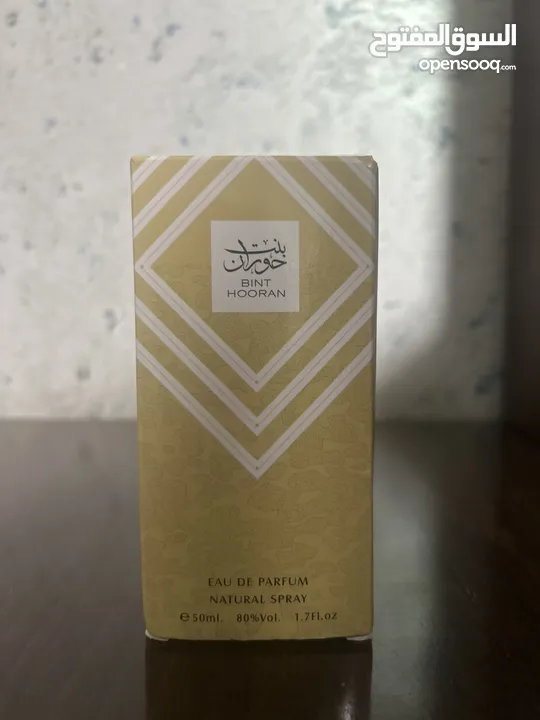 السوق المفتوح
opensooq.com
بنت
حوران
BINT
HOORAN
EAU DE PARFUM
NATURAL SPRAY
℮50ml. 80%Vol. 1.7Fl.oz